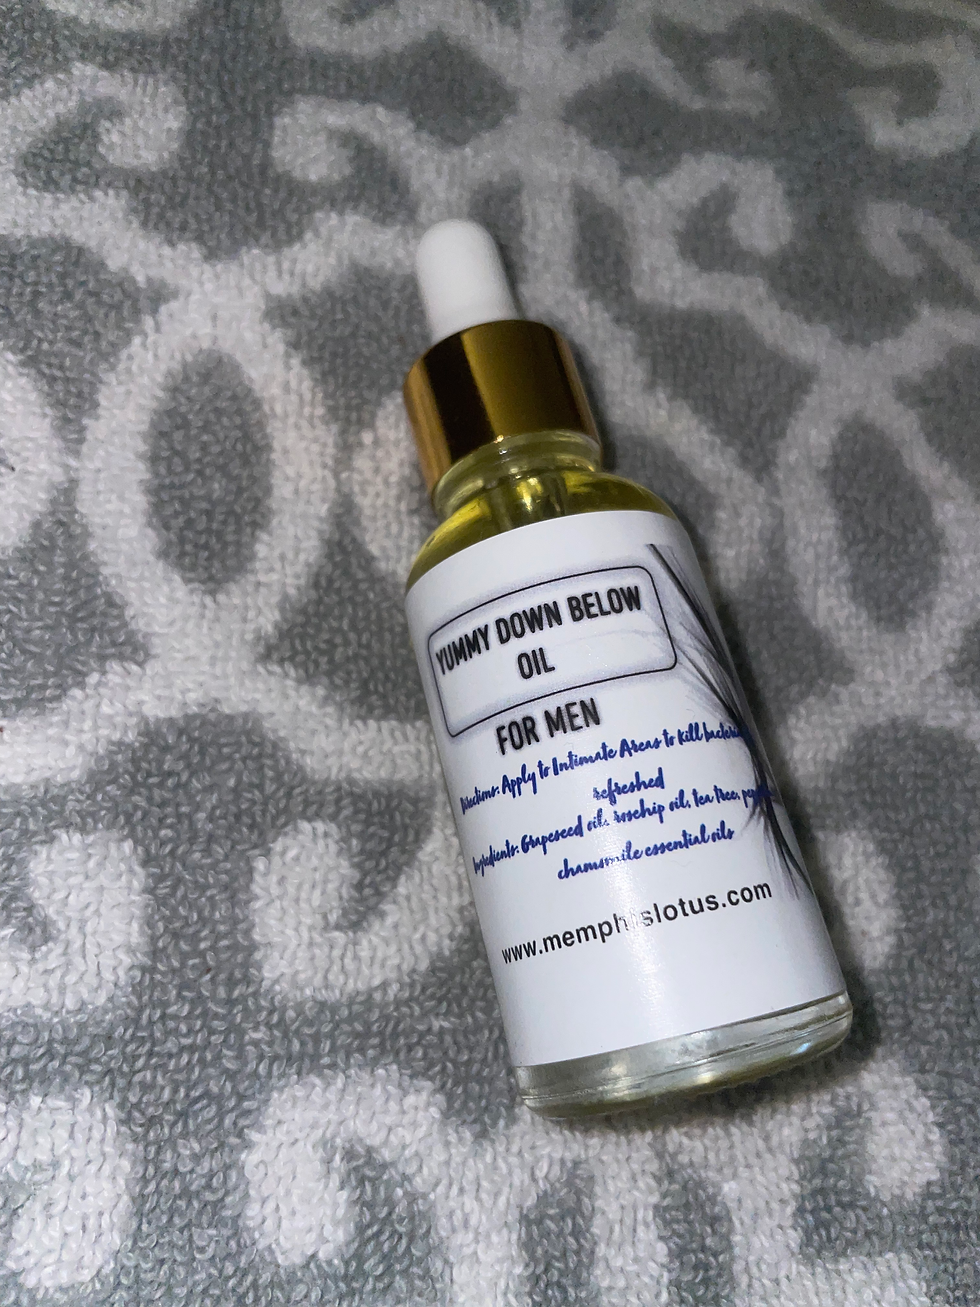 YUMMY DOWN BELOW
OIL
FOR MEN
Directions: Apply to Intimate Areas to kill
refreshed
Ingredients: Grapeseed oil, rosehip oil, tea tree,
chamomile essential oils
www.memphislotus.com